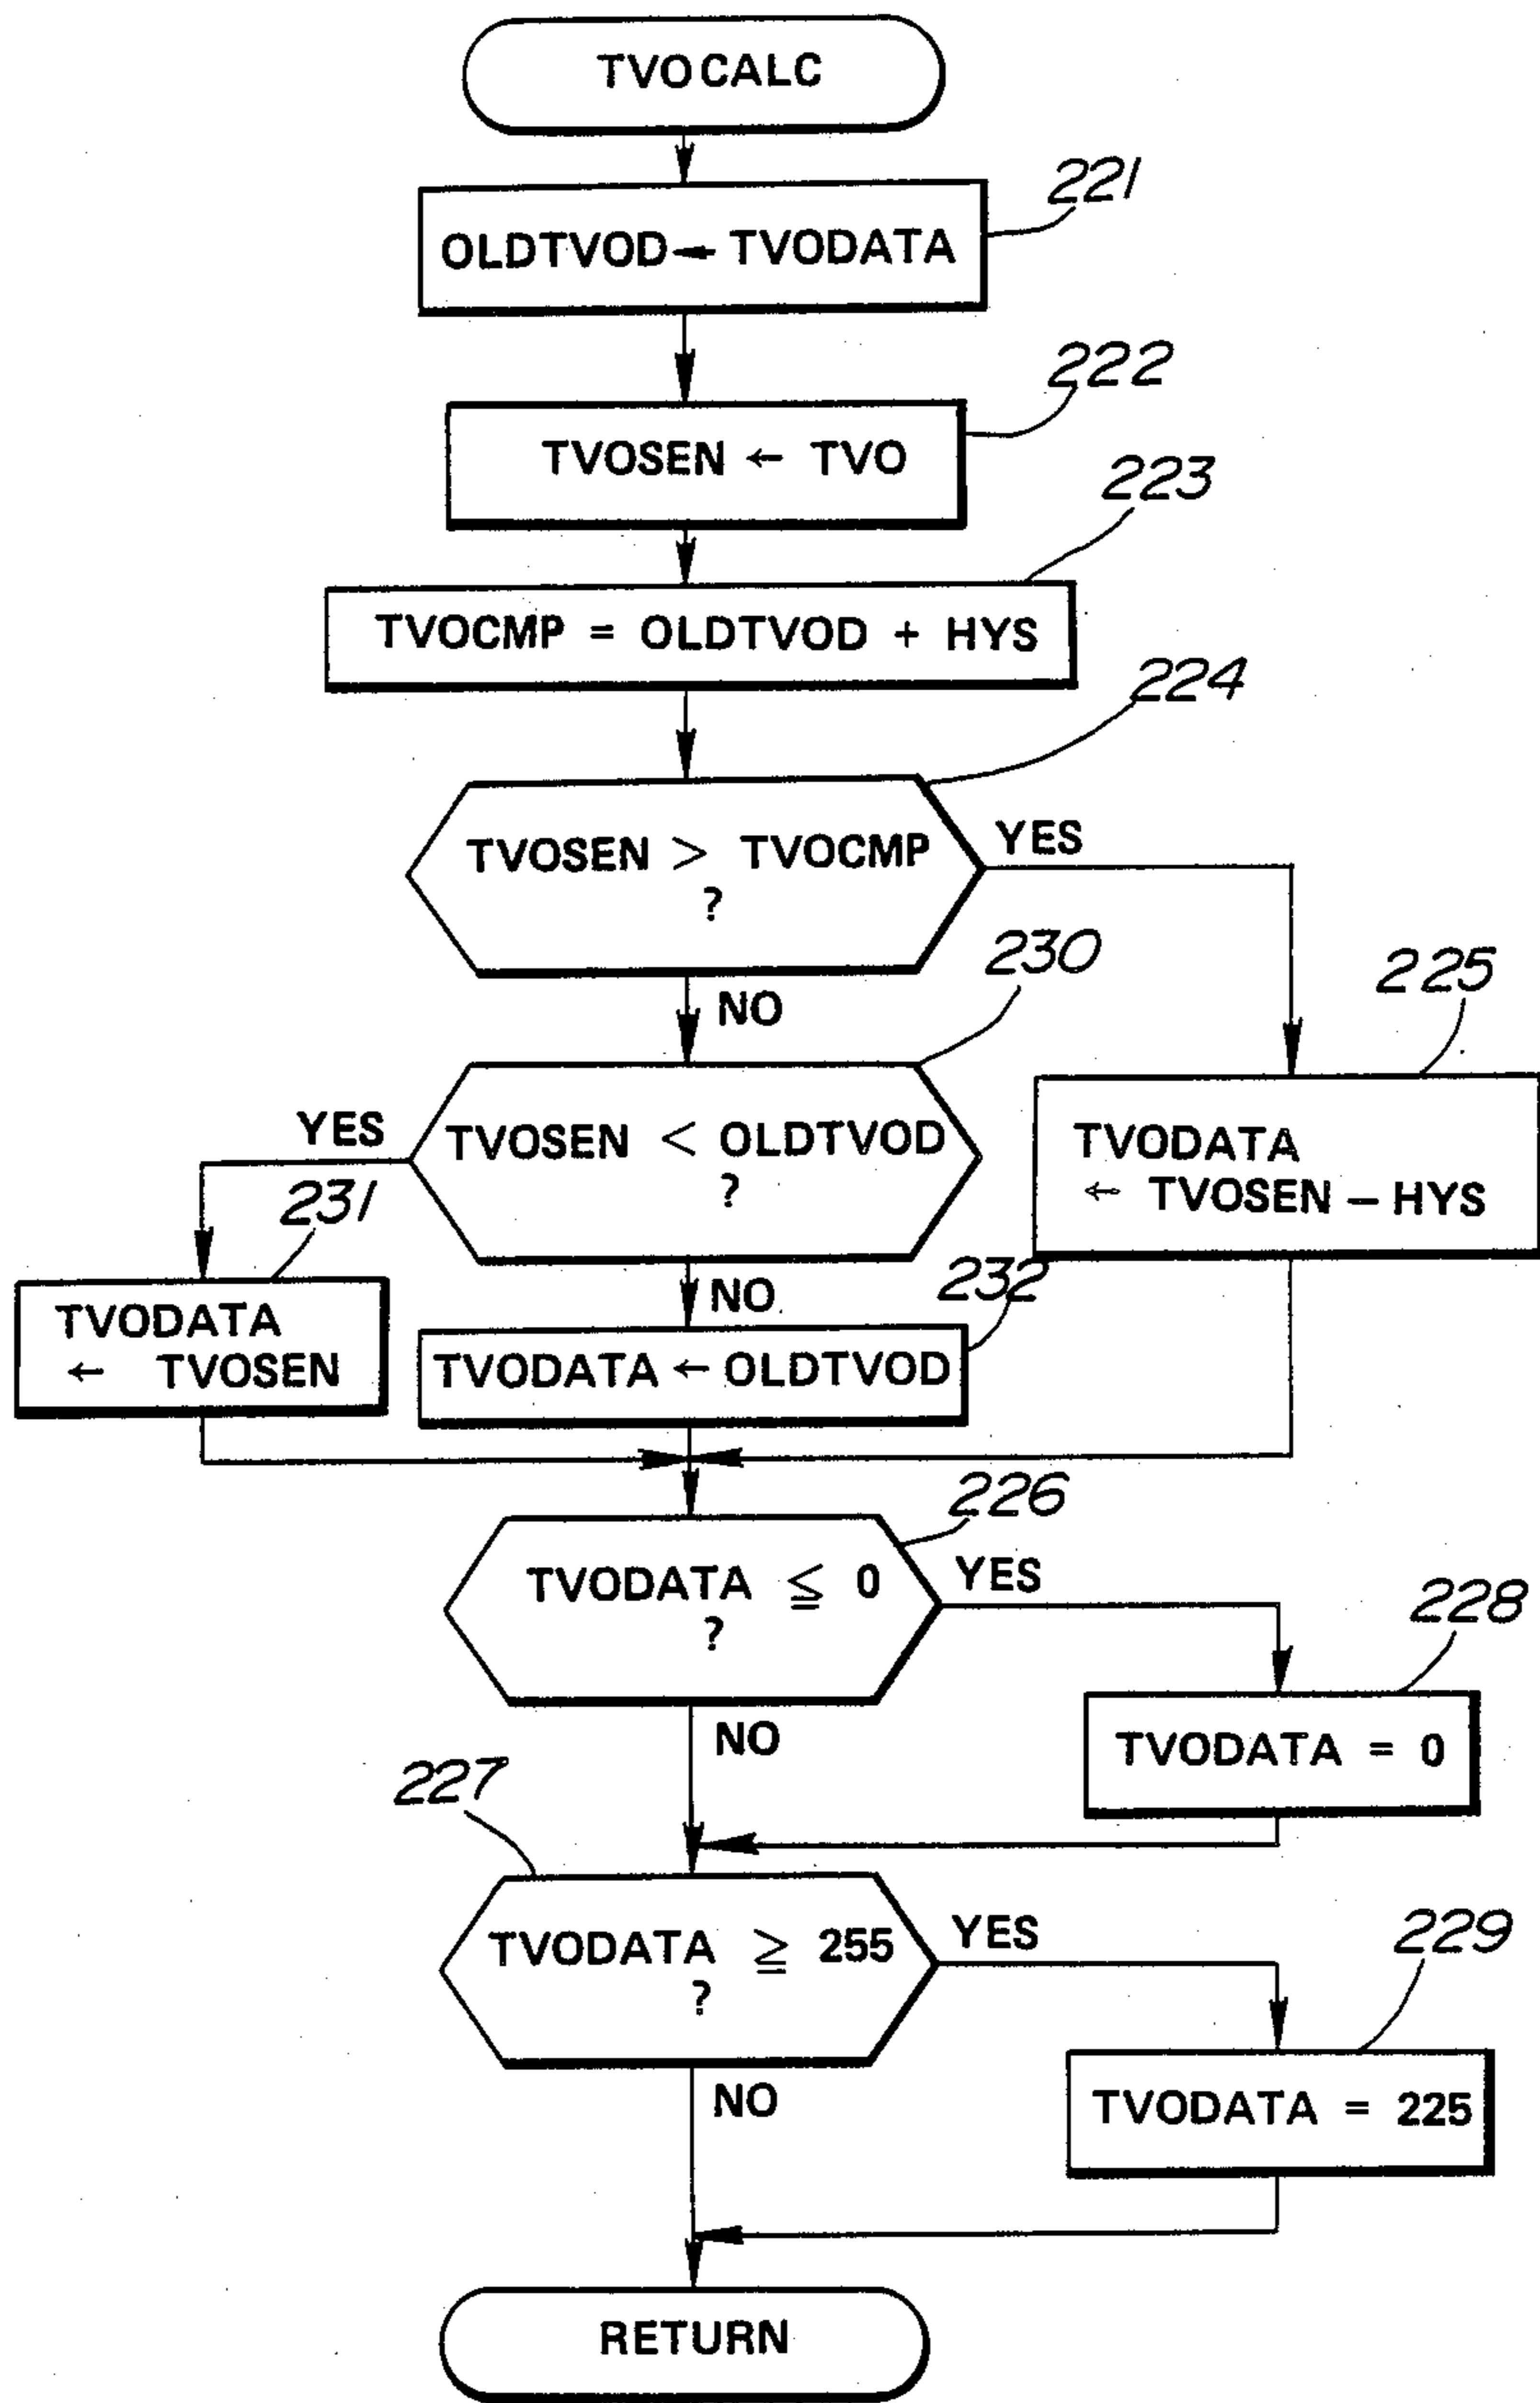 TVO CALC
221
OLDTVOD ← TVODATA
222
TVOSEN ← TVO
223
TVOCMP = OLDTVOD + HYS
224
TVOSEN > TVOCMP
?
YES
NO
230
225
TVOSEN < OLDTVOD
?
YES
NO
TVODATA
← TVOSEN – HYS
231
TVODATA
← TVOSEN
232
TVODATA ← OLDTVOD
226
TVODATA ≦ 0
?
YES
NO
228
TVODATA = 0
227
TVODATA ≧ 255
?
YES
NO
229
TVODATA = 225
RETURN